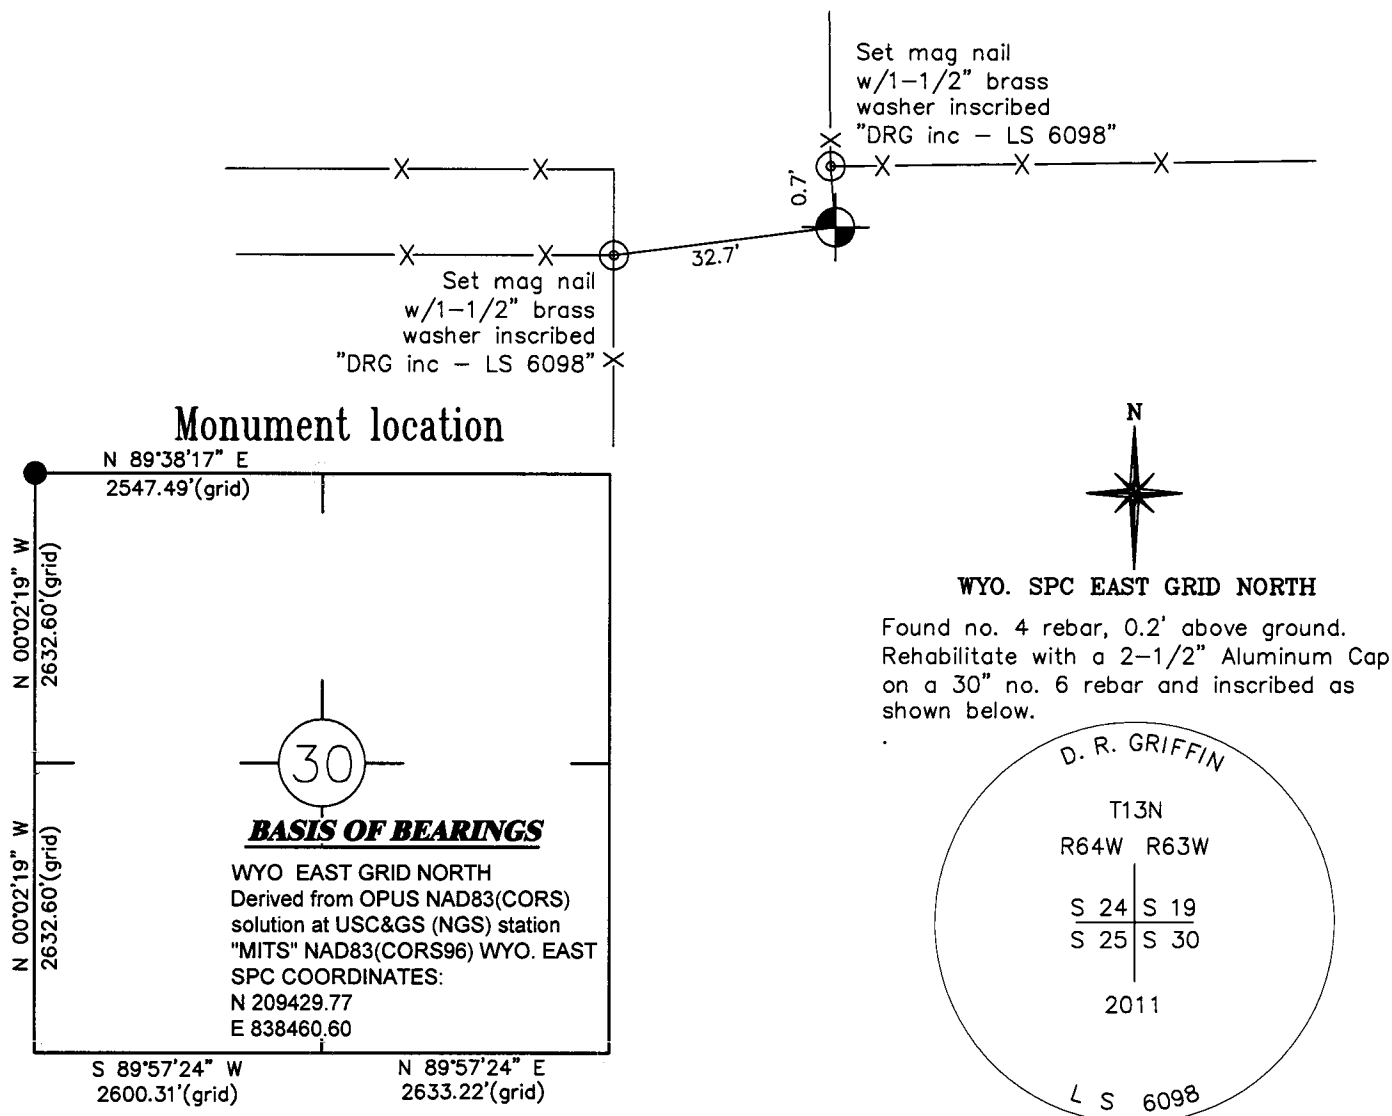 Set mag nail
w/1-1/2" brass
washer inscribed
"DRG inc - LS 6098"
0.7'
32.7'
Set mag nail
w/1-1/2" brass
washer inscribed
"DRG inc - LS 6098"
Monument location
N 89°38'17" E
2547.49'(grid)
N 00°02'19" W
2632.60'(grid)
N 00°02'19" W
2632.60'(grid)
30
BASIS OF BEARINGS
WYO EAST GRID NORTH
Derived from OPUS NAD83(CORS)
solution at USC&GS (NGS) station
"MITS" NAD83(CORS96) WYO. EAST
SPC COORDINATES:
N 209429.77
E 838460.60
S 89°57'24" W
2600.31'(grid)
N 89°57'24" E
2633.22'(grid)
N
WYO. SPC EAST GRID NORTH
Found no. 4 rebar, 0.2' above ground.
Rehabilitate with a 2-1/2" Aluminum Cap
on a 30" no. 6 rebar and inscribed as
shown below.
.
D. R. GRIFFIN
T13N
R64W R63W
S 24 S 19
S 25 S 30
2011
L S 6098